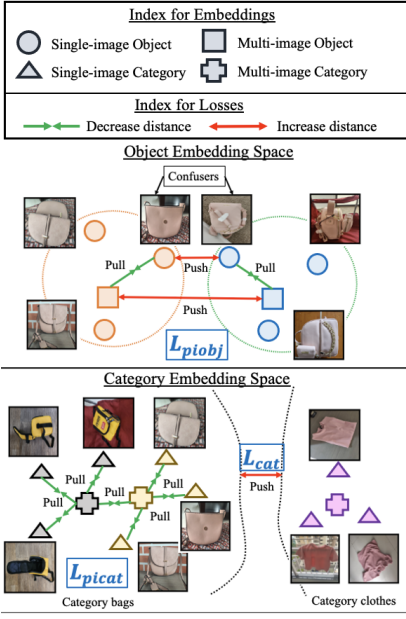 Index for Embeddings
Single-image Object
Multi-image Object
Single-image Category
Multi-image Category
Index for Losses
Decrease distance
Increase distance
Object Embedding Space
Confusers
Pull
Push
Pull
Push
L_piobj
Category Embedding Space
L_cat
Push
Pull
Pull
Pull
Pull
Pull
Pull
L_picat
Category bags
Category clothes